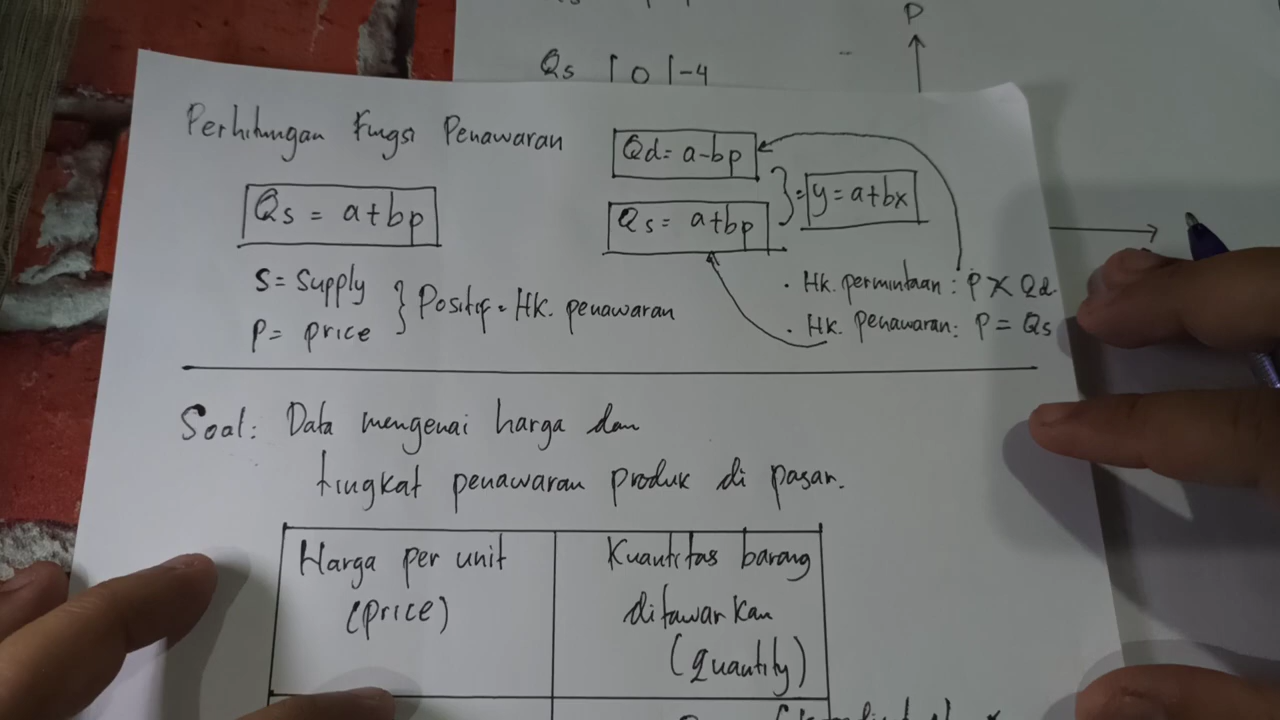 P
Qs | 0 | -4
Perhitungan Fungsi Penawaran
Qs = a+bp
S = Supply
P = price
} Positif = Hk. penawaran
Qd = a-bp
Qs = a+bp
} = y = a+bx
· Hk. permintaan : P X Qd
· Hk. penawaran : P = Qs
Soal : Data mengenai harga dan
tingkat penawaran produk di pasar.
Harga per unit
(price)
Kuantitas barang
ditawarkan
(quantity)